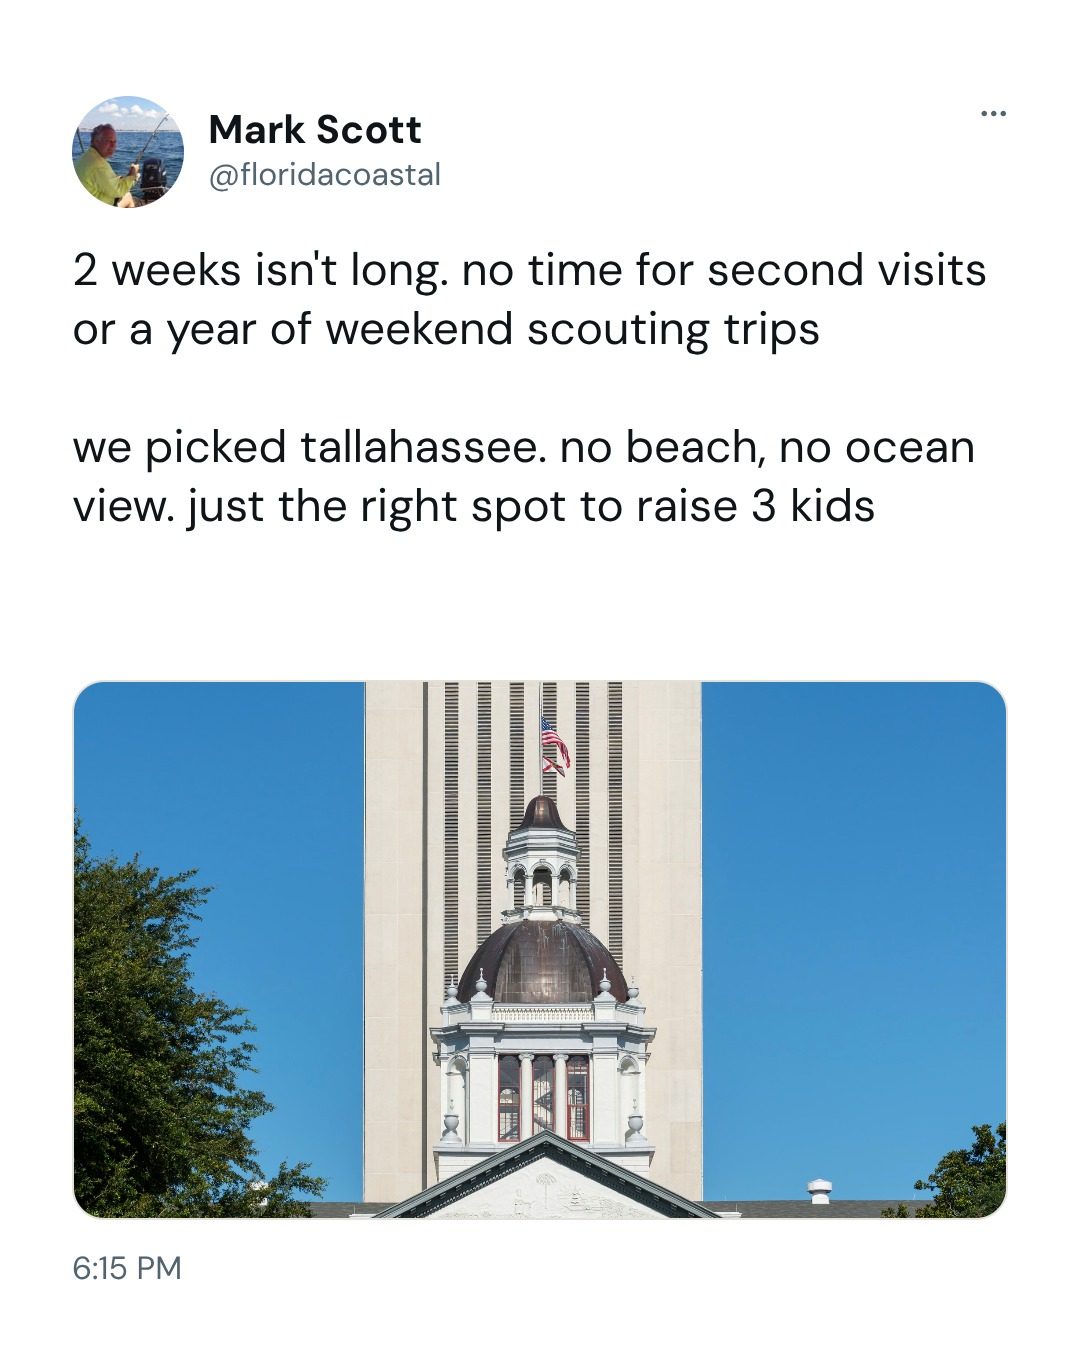 Mark Scott
@floridacoastal
2 weeks isn't long. no time for second visits
or a year of weekend scouting trips
we picked tallahassee. no beach, no ocean
view. just the right spot to raise 3 kids
6:15 PM